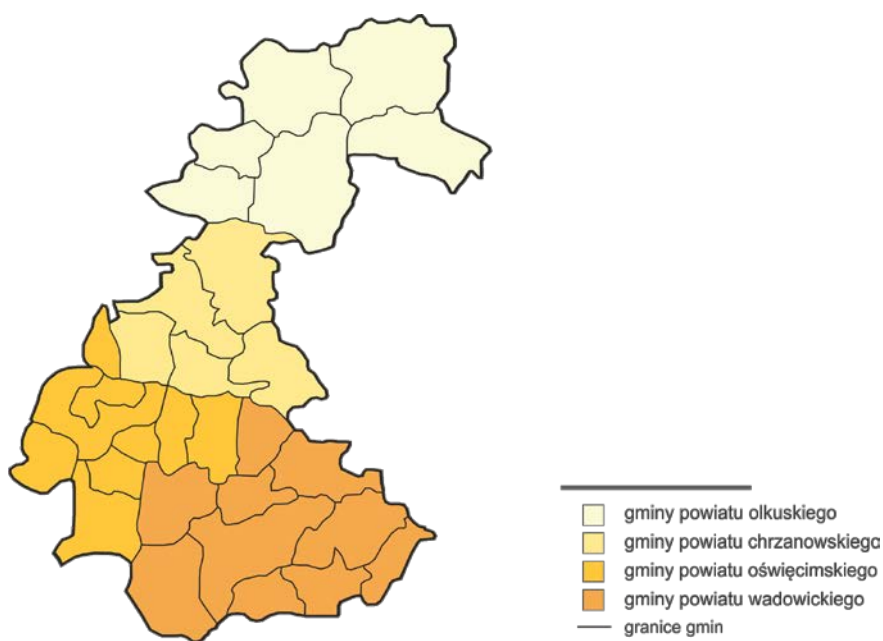 gminy powiatu olkuskiego
gminy powiatu chrzanowskiego
gminy powiatu oświęcimskiego
gminy powiatu wadowickiego
granice gmin